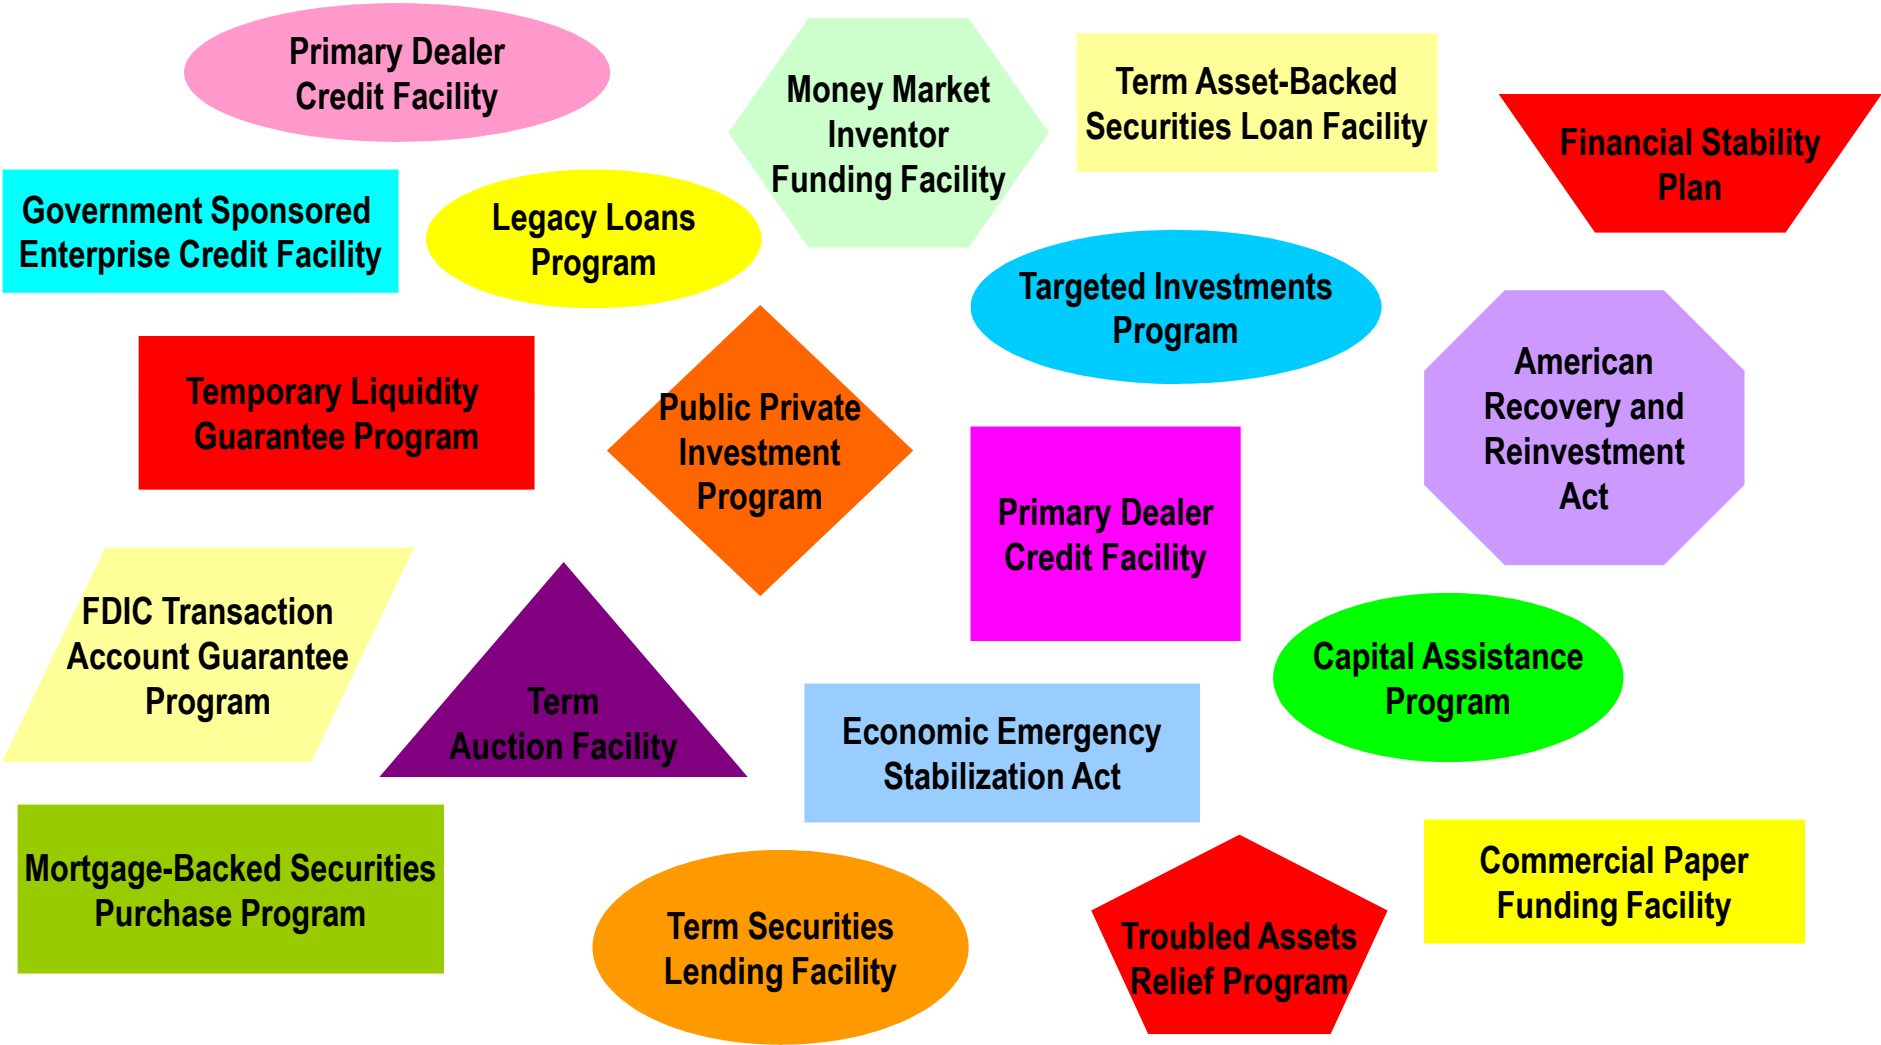 Primary Dealer
Credit Facility
Money Market
Inventor
Funding Facility
Term Asset-Backed
Securities Loan Facility
Financial Stability
Plan
Government Sponsored
Enterprise Credit Facility
Legacy Loans
Program
Targeted Investments
Program
Temporary Liquidity
Guarantee Program
Public Private
Investment
Program
American
Recovery and
Reinvestment
Act
Primary Dealer
Credit Facility
FDIC Transaction
Account Guarantee
Program
Term
Auction Facility
Capital Assistance
Program
Economic Emergency
Stabilization Act
Mortgage-Backed Securities
Purchase Program
Term Securities
Lending Facility
Troubled Assets
Relief Program
Commercial Paper
Funding Facility